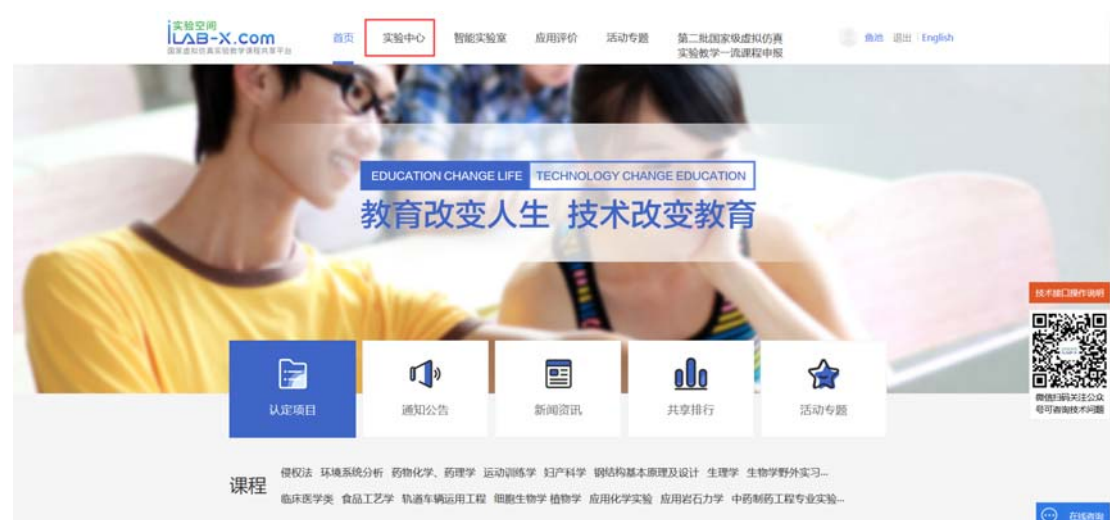 实验空间
iLAB-X.com
国家虚拟仿真实验教学课程共享平台
首页 实验中心 智能实验室 应用评价 活动专题 第二批国家级虚拟仿真
实验教学一流课程申报
鱼池 退出 English
EDUCATION CHANGE LIFE TECHNOLOGY CHANGE EDUCATION
教育改变人生 技术改变教育
技术接口操作说明
微信扫码关注公众
号可咨询技术问题
认定项目 通知公告 新闻资讯 共享排行 活动专题
课程
侵权法 环境系统分析 药物化学、药理学 运动训练学 妇产科学 钢结构基本原理及设计 生理学 生物学野外实习...
临床医学类 食品工艺学 轨道车辆运用工程 细胞生物学 植物学 应用化学实验 应用岩石力学 中药制药工程专业实验...
在线咨询